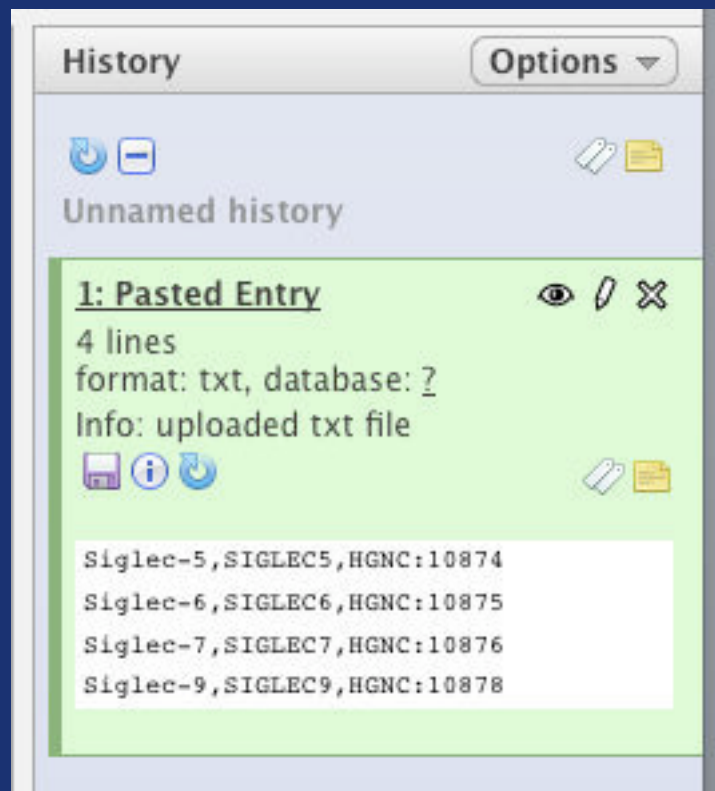 History Options
Unnamed history
1: Pasted Entry
4 lines
format: txt, database: ?
Info: uploaded txt file
Siglec-5,SIGLEC5,HGNC:10874
Siglec-6,SIGLEC6,HGNC:10875
Siglec-7,SIGLEC7,HGNC:10876
Siglec-9,SIGLEC9,HGNC:10878